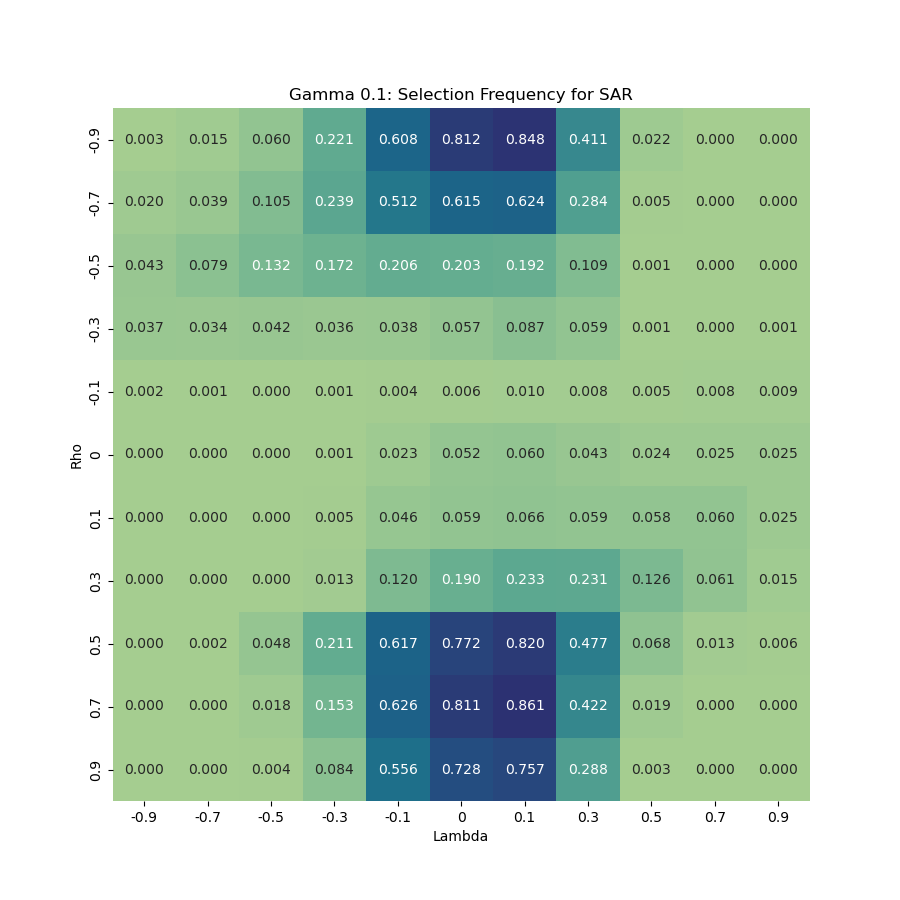 Gamma 0.1: Selection Frequency for SAR
-0.9 0.003 0.015 0.060 0.221 0.608 0.812 0.848 0.411 0.022 0.000 0.000
-0.7 0.020 0.039 0.105 0.239 0.512 0.615 0.624 0.284 0.005 0.000 0.000
-0.5 0.043 0.079 0.132 0.172 0.206 0.203 0.192 0.109 0.001 0.000 0.000
-0.3 0.037 0.034 0.042 0.036 0.038 0.057 0.087 0.059 0.001 0.000 0.001
-0.1 0.002 0.001 0.000 0.001 0.004 0.006 0.010 0.008 0.005 0.008 0.009
Rho
0 0.000 0.000 0.000 0.001 0.023 0.052 0.060 0.043 0.024 0.025 0.025
0.1 0.000 0.000 0.000 0.005 0.046 0.059 0.066 0.059 0.058 0.060 0.025
0.3 0.000 0.000 0.000 0.013 0.120 0.190 0.233 0.231 0.126 0.061 0.015
0.5 0.000 0.002 0.048 0.211 0.617 0.772 0.820 0.477 0.068 0.013 0.006
0.7 0.000 0.000 0.018 0.153 0.626 0.811 0.861 0.422 0.019 0.000 0.000
0.9 0.000 0.000 0.004 0.084 0.556 0.728 0.757 0.288 0.003 0.000 0.000
-0.9 -0.7 -0.5 -0.3 -0.1 0 0.1 0.3 0.5 0.7 0.9
Lambda